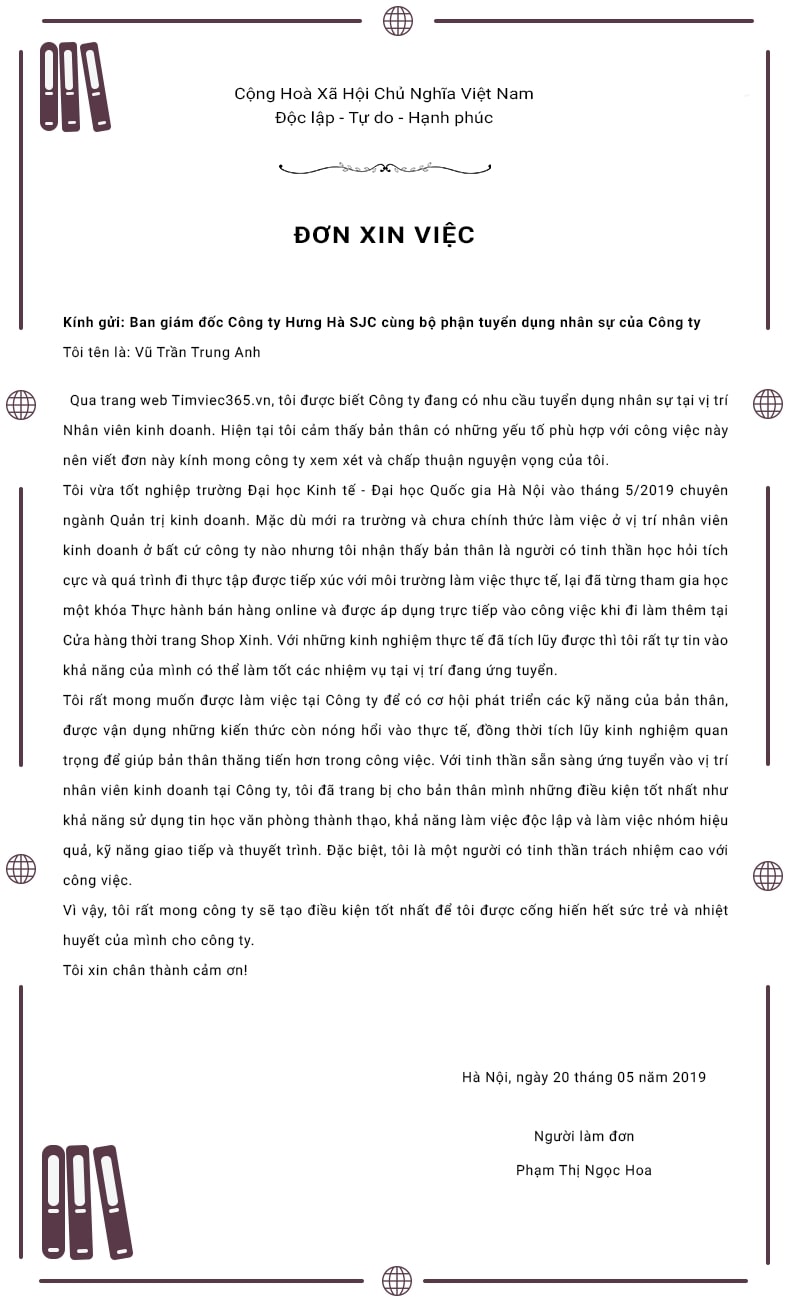 Cộng Hoà Xã Hội Chủ Nghĩa Việt Nam
Độc lập - Tự do - Hạnh phúc
ĐƠN XIN VIỆC
Kính gửi: Ban giám đốc Công ty Hưng Hà SJC cùng bộ phận tuyển dụng nhân sự của Công ty
Tôi tên là: Vũ Trần Trung Anh
Qua trang web Timviec365.vn, tôi được biết Công ty đang có nhu cầu tuyển dụng nhân sự tại vị trí
Nhân viên kinh doanh. Hiện tại tôi cảm thấy bản thân có những yếu tố phù hợp với công việc này
nên viết đơn này kính mong công ty xem xét và chấp thuận nguyện vọng của tôi.
Tôi vừa tốt nghiệp trường Đại học Kinh tế - Đại học Quốc gia Hà Nội vào tháng 5/2019 chuyên
ngành Quản trị kinh doanh. Mặc dù mới ra trường và chưa chính thức làm việc ở vị trí nhân viên
kinh doanh ở bất cứ công ty nào nhưng tôi nhận thấy bản thân là người có tinh thần học hỏi tích
cực và quá trình đi thực tập được tiếp xúc với môi trường làm việc thực tế, lại đã từng tham gia học
một khóa Thực hành bán hàng online và được áp dụng trực tiếp vào công việc khi đi làm thêm tại
Cửa hàng thời trang Shop Xinh. Với những kinh nghiệm thực tế đã tích lũy được thì tôi rất tự tin vào
khả năng của mình có thể làm tốt các nhiệm vụ tại vị trí đang ứng tuyển.
Tôi rất mong muốn được làm việc tại Công ty để có cơ hội phát triển các kỹ năng của bản thân,
được vận dụng những kiến thức còn nóng hổi vào thực tế, đồng thời tích lũy kinh nghiệm quan
trọng để giúp bản thân thăng tiến hơn trong công việc. Với tinh thần sẵn sàng ứng tuyển vào vị trí
nhân viên kinh doanh tại Công ty, tôi đã trang bị cho bản thân mình những điều kiện tốt nhất như
khả năng sử dụng tin học văn phòng thành thạo, khả năng làm việc độc lập và làm việc nhóm hiệu
quả, kỹ năng giao tiếp và thuyết trình. Đặc biệt, tôi là một người có tinh thần trách nhiệm cao với
công việc.
Vì vậy, tôi rất mong công ty sẽ tạo điều kiện tốt nhất để tôi được cống hiến hết sức trẻ và nhiệt
huyết của mình cho công ty.
Tôi xin chân thành cảm ơn!
Hà Nội, ngày 20 tháng 05 năm 2019
Người làm đơn
Phạm Thị Ngọc Hoa